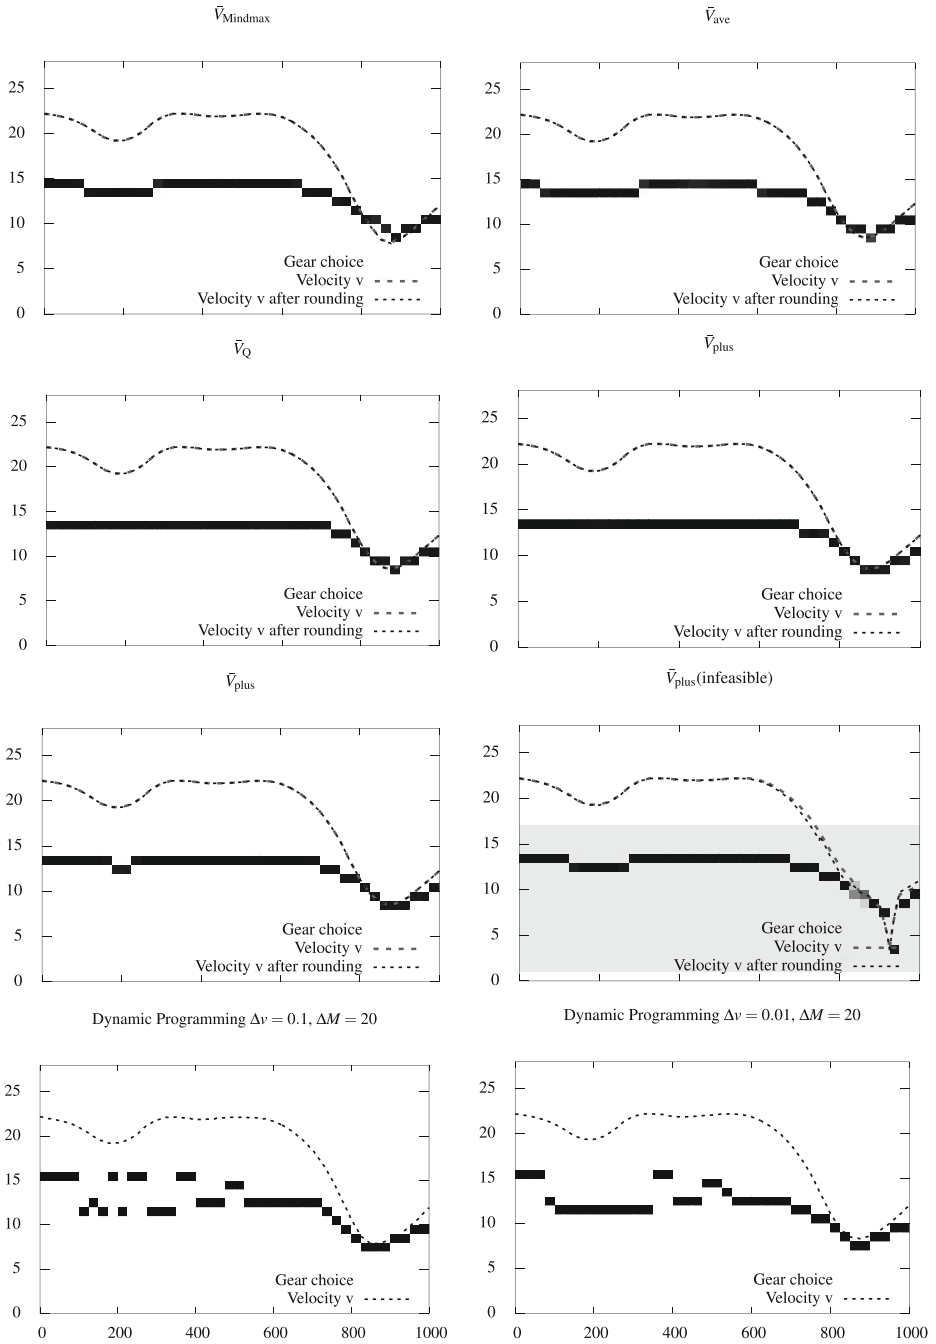 V̄Mindmax
25
20
15
10
5
0
Gear choice
Velocity v
Velocity v after rounding
V̄ave
25
20
15
10
5
0
Gear choice
Velocity v
Velocity v after rounding
V̄Q
25
20
15
10
5
0
Gear choice
Velocity v
Velocity v after rounding
V̄plus
25
20
15
10
5
0
Gear choice
Velocity v
Velocity v after rounding
V̄plus
25
20
15
10
5
0
Gear choice
Velocity v
Velocity v after rounding
V̄plus(infeasible)
25
20
15
10
5
0
Gear choice
Velocity v
Velocity v after rounding
Dynamic Programming Δv = 0.1, ΔM = 20
25
20
15
10
5
0
Gear choice
Velocity v
0 200 400 600 800 1000
Dynamic Programming Δv = 0.01, ΔM = 20
25
20
15
10
5
0
Gear choice
Velocity v
0 200 400 600 800 1000